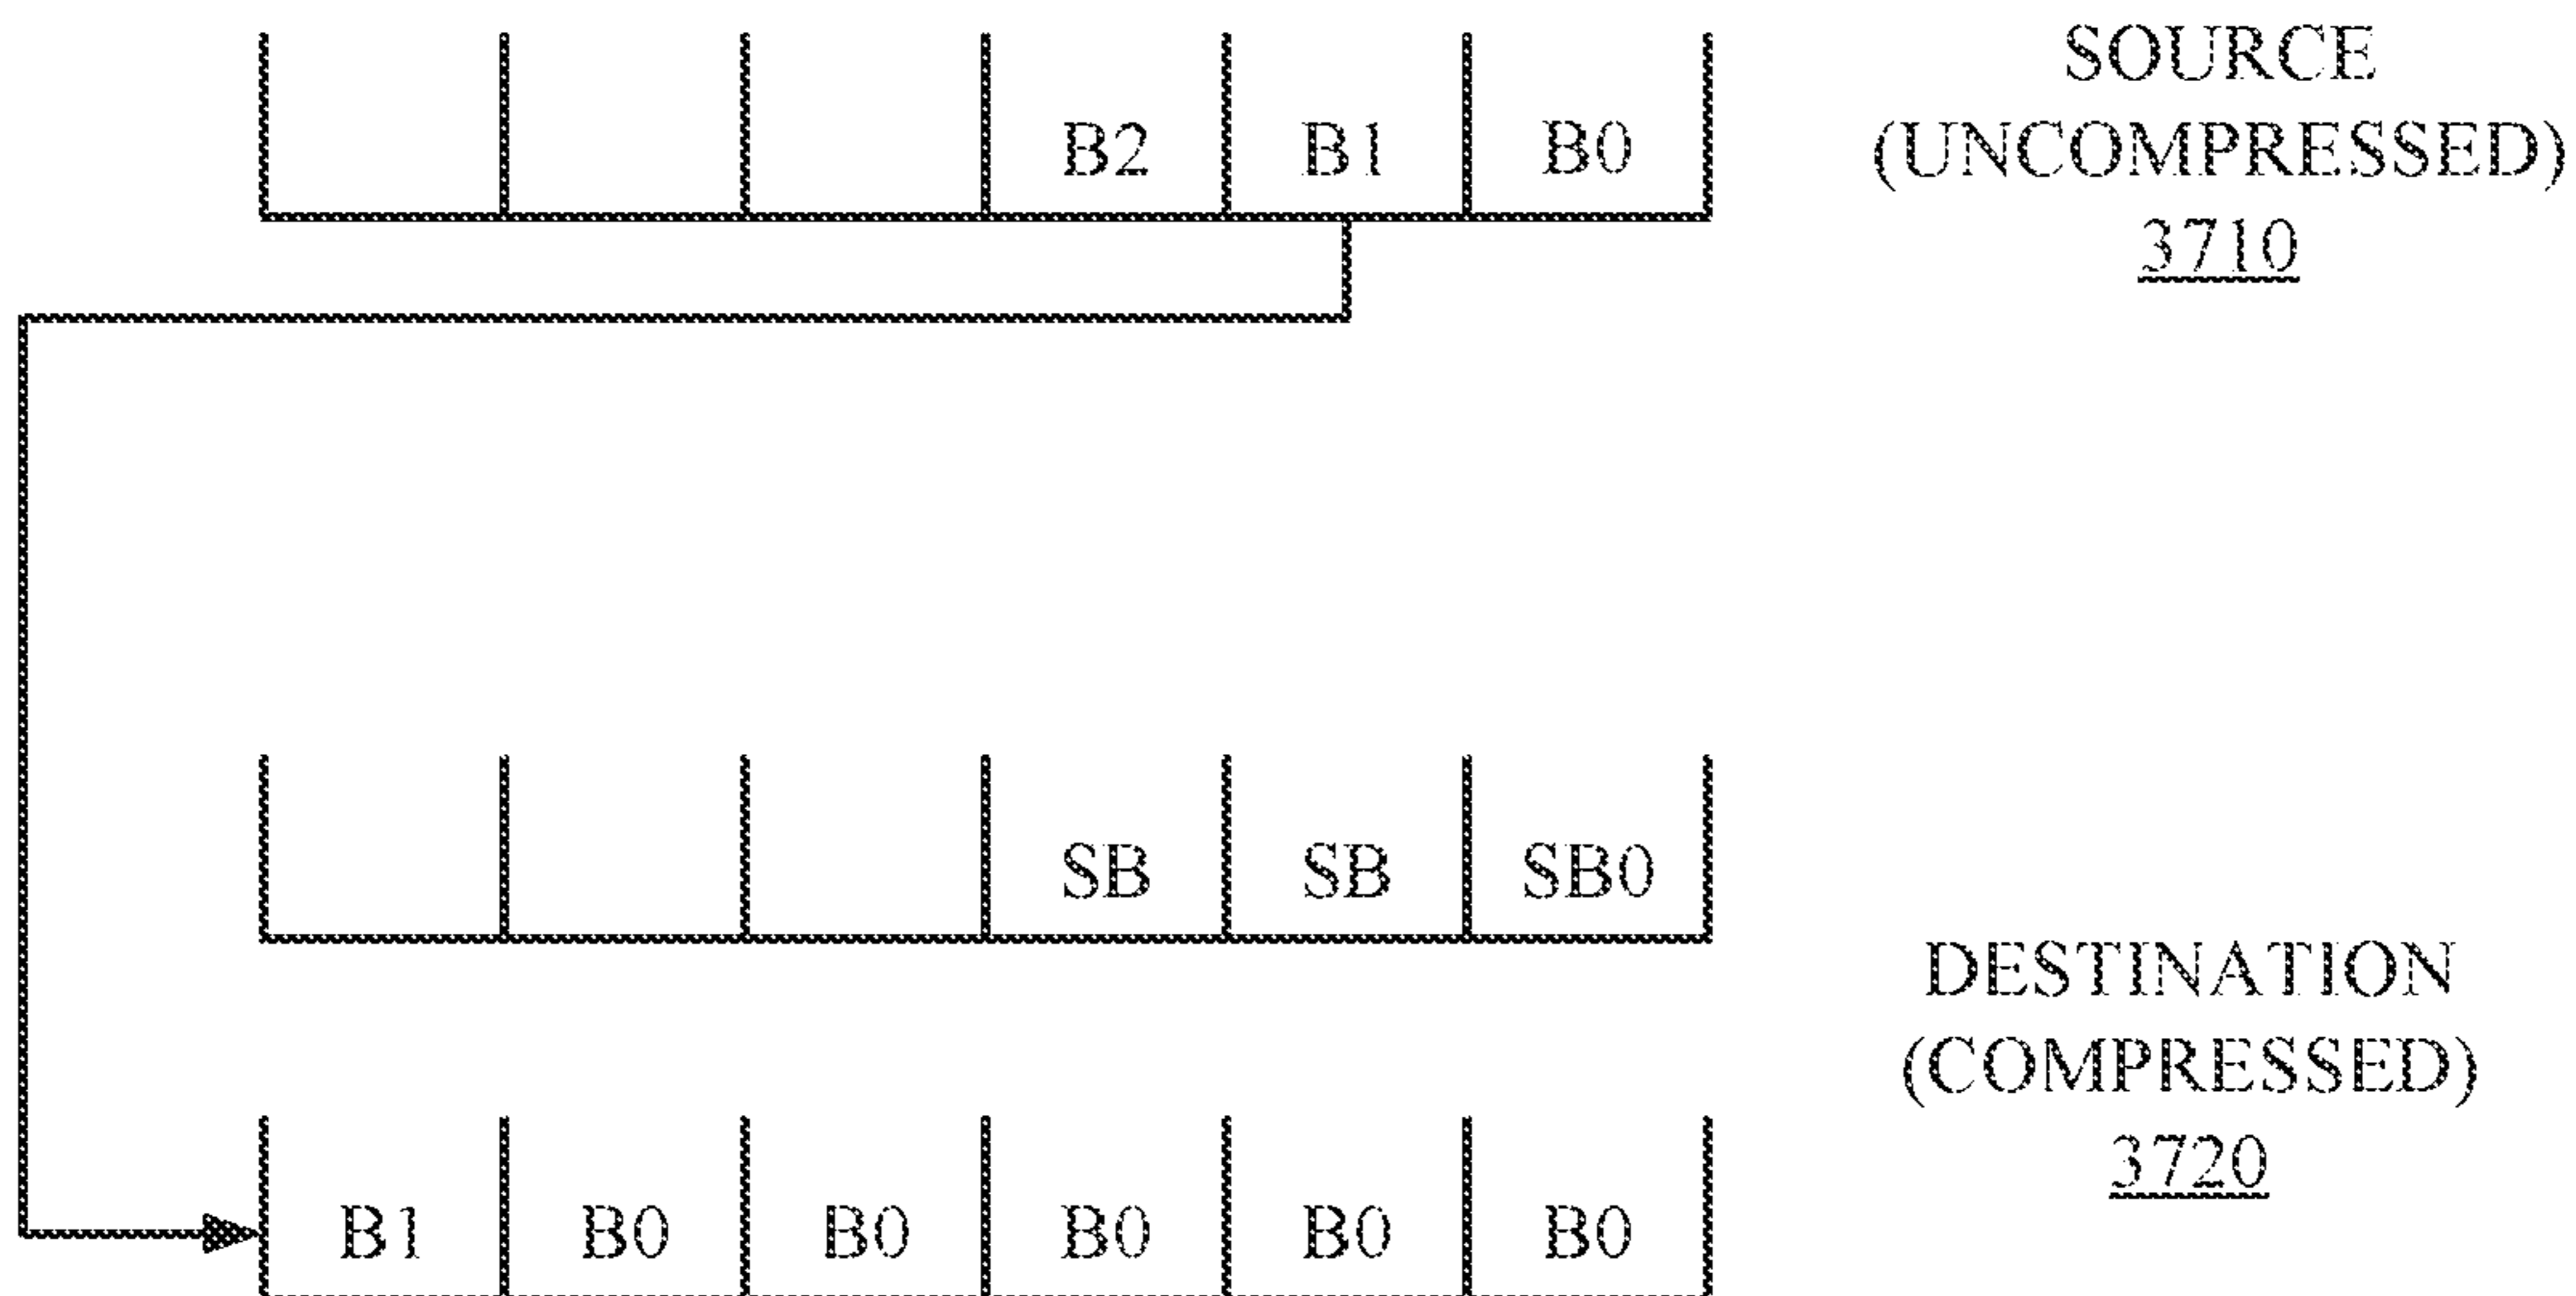 B2 B1 B0
SOURCE
(UNCOMPRESSED)
3710
SB SB SB0
DESTINATION
(COMPRESSED)
3720
B1 B0 B0 B0 B0 B0